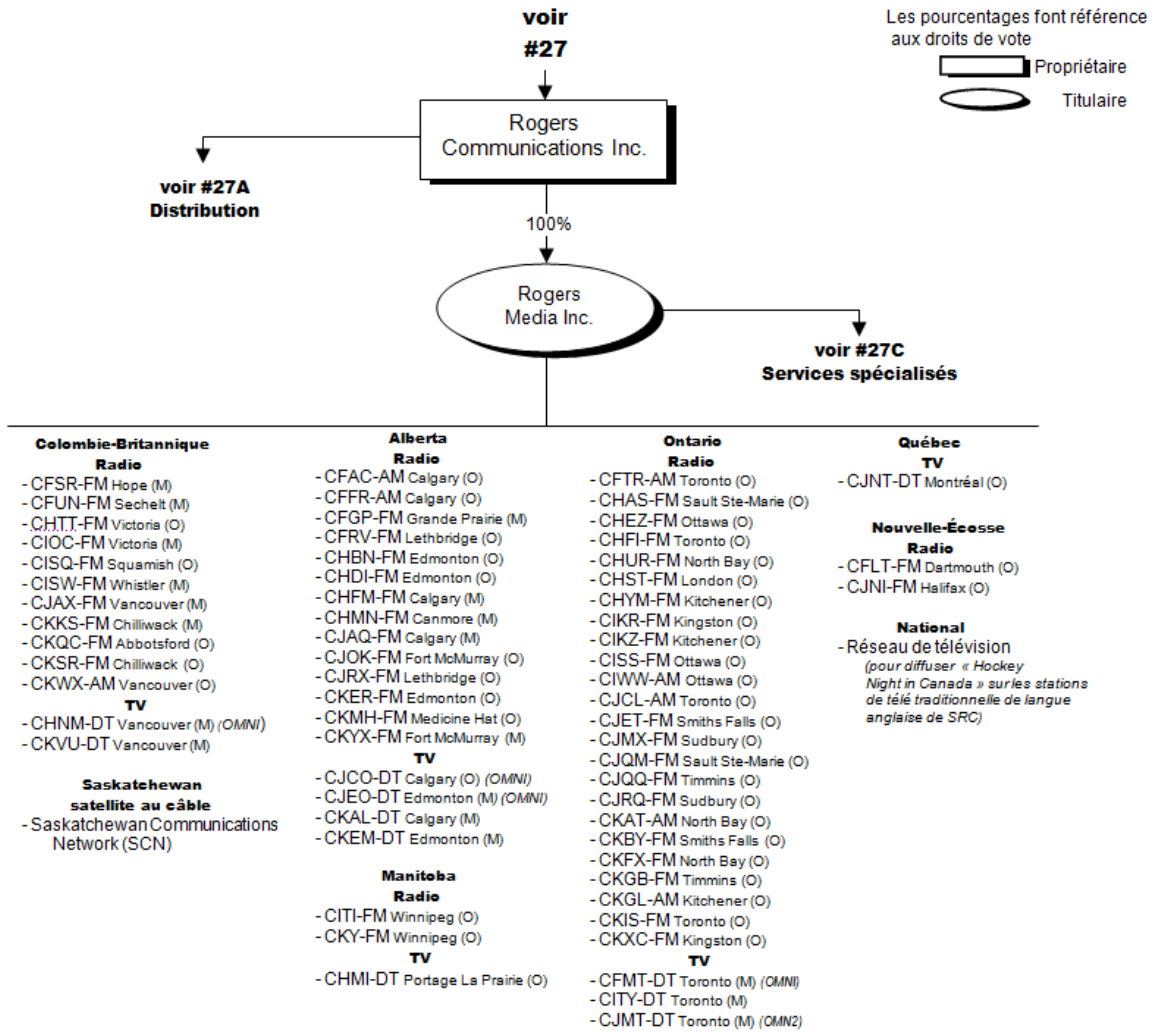 voir
#27
Les pourcentages font référence
aux droits de vote
Propriétaire
Titulaire
Rogers
Communications Inc.
voir #27A
Distribution
100%
Rogers
Media Inc.
voir #27C
Services spécialisés
Colombie-Britannique
Radio
- CFSR-FM Hope (M)
- CFUN-FM Sechelt (M)
- CHTT-FM Victoria (O)
- CIOC-FM Victoria (M)
- CISQ-FM Squamish (O)
- CISW-FM Whistler (M)
- CJAX-FM Vancouver (M)
- CKKS-FM Chilliwack (M)
- CKQC-FM Abbotsford (O)
- CKSR-FM Chilliwack (O)
- CKWX-AM Vancouver (O)
TV
- CHNM-DT Vancouver (M) (OMNI)
- CKVU-DT Vancouver (M)
Saskatchewan
satellite au câble
- Saskatchewan Communications
Network (SCN)
Alberta
Radio
- CFAC-AM Calgary (O)
- CFFR-AM Calgary (O)
- CFGP-FM Grande Prairie (M)
- CFRV-FM Lethbridge (O)
- CHBN-FM Edmonton (O)
- CHDI-FM Edmonton (O)
- CHFM-FM Calgary (M)
- CHMN-FM Canmore (M)
- CJAQ-FM Calgary (M)
- CJOK-FM Fort McMurray (O)
- CJRX-FM Lethbridge (O)
- CKER-FM Edmonton (O)
- CKMH-FM Medicine Hat (O)
- CKYX-FM Fort McMurray (M)
TV
- CJCO-DT Calgary (O) (OMNI)
- CJEO-DT Edmonton (M) (OMNI)
- CKAL-DT Calgary (M)
- CKEM-DT Edmonton (M)
Manitoba
Radio
- CITI-FM Winnipeg (O)
- CKY-FM Winnipeg (O)
TV
- CHMI-DT Portage La Prairie (O)
Ontario
Radio
- CFTR-AM Toronto (O)
- CHAS-FM Sault Ste-Marie (O)
- CHEZ-FM Ottawa (O)
- CHFI-FM Toronto (O)
- CHUR-FM North Bay (O)
- CHST-FM London (O)
- CHYM-FM Kitchener (O)
- CIKR-FM Kingston (O)
- CIKZ-FM Kitchener (O)
- CISS-FM Ottawa (O)
- CIWW-AM Ottawa (O)
- CJCL-AM Toronto (O)
- CJET-FM Smiths Falls (O)
- CJMX-FM Sudbury (O)
- CJQM-FM Sault Ste-Marie (O)
- CJQQ-FM Timmins (O)
- CJRQ-FM Sudbury (O)
- CKAT-AM North Bay (O)
- CKBY-FM Smiths Falls (O)
- CKFX-FM North Bay (O)
- CKGB-FM Timmins (O)
- CKGL-AM Kitchener (O)
- CKIS-FM Toronto (O)
- CKXC-FM Kingston (O)
TV
- CFMT-DT Toronto (M) (OMNI)
- CITY-DT Toronto (M)
- CJMT-DT Toronto (M) (OMN2)
Québec
TV
- CJNT-DT Montréal (O)
Nouvelle-Écosse
Radio
- CFLT-FM Dartmouth (O)
- CJNI-FM Halifax (O)
National
- Réseau de télévision
(pour diffuser « Hockey
Night in Canada » sur les stations
de télé traditionnelle de langue
anglaise de SRC)